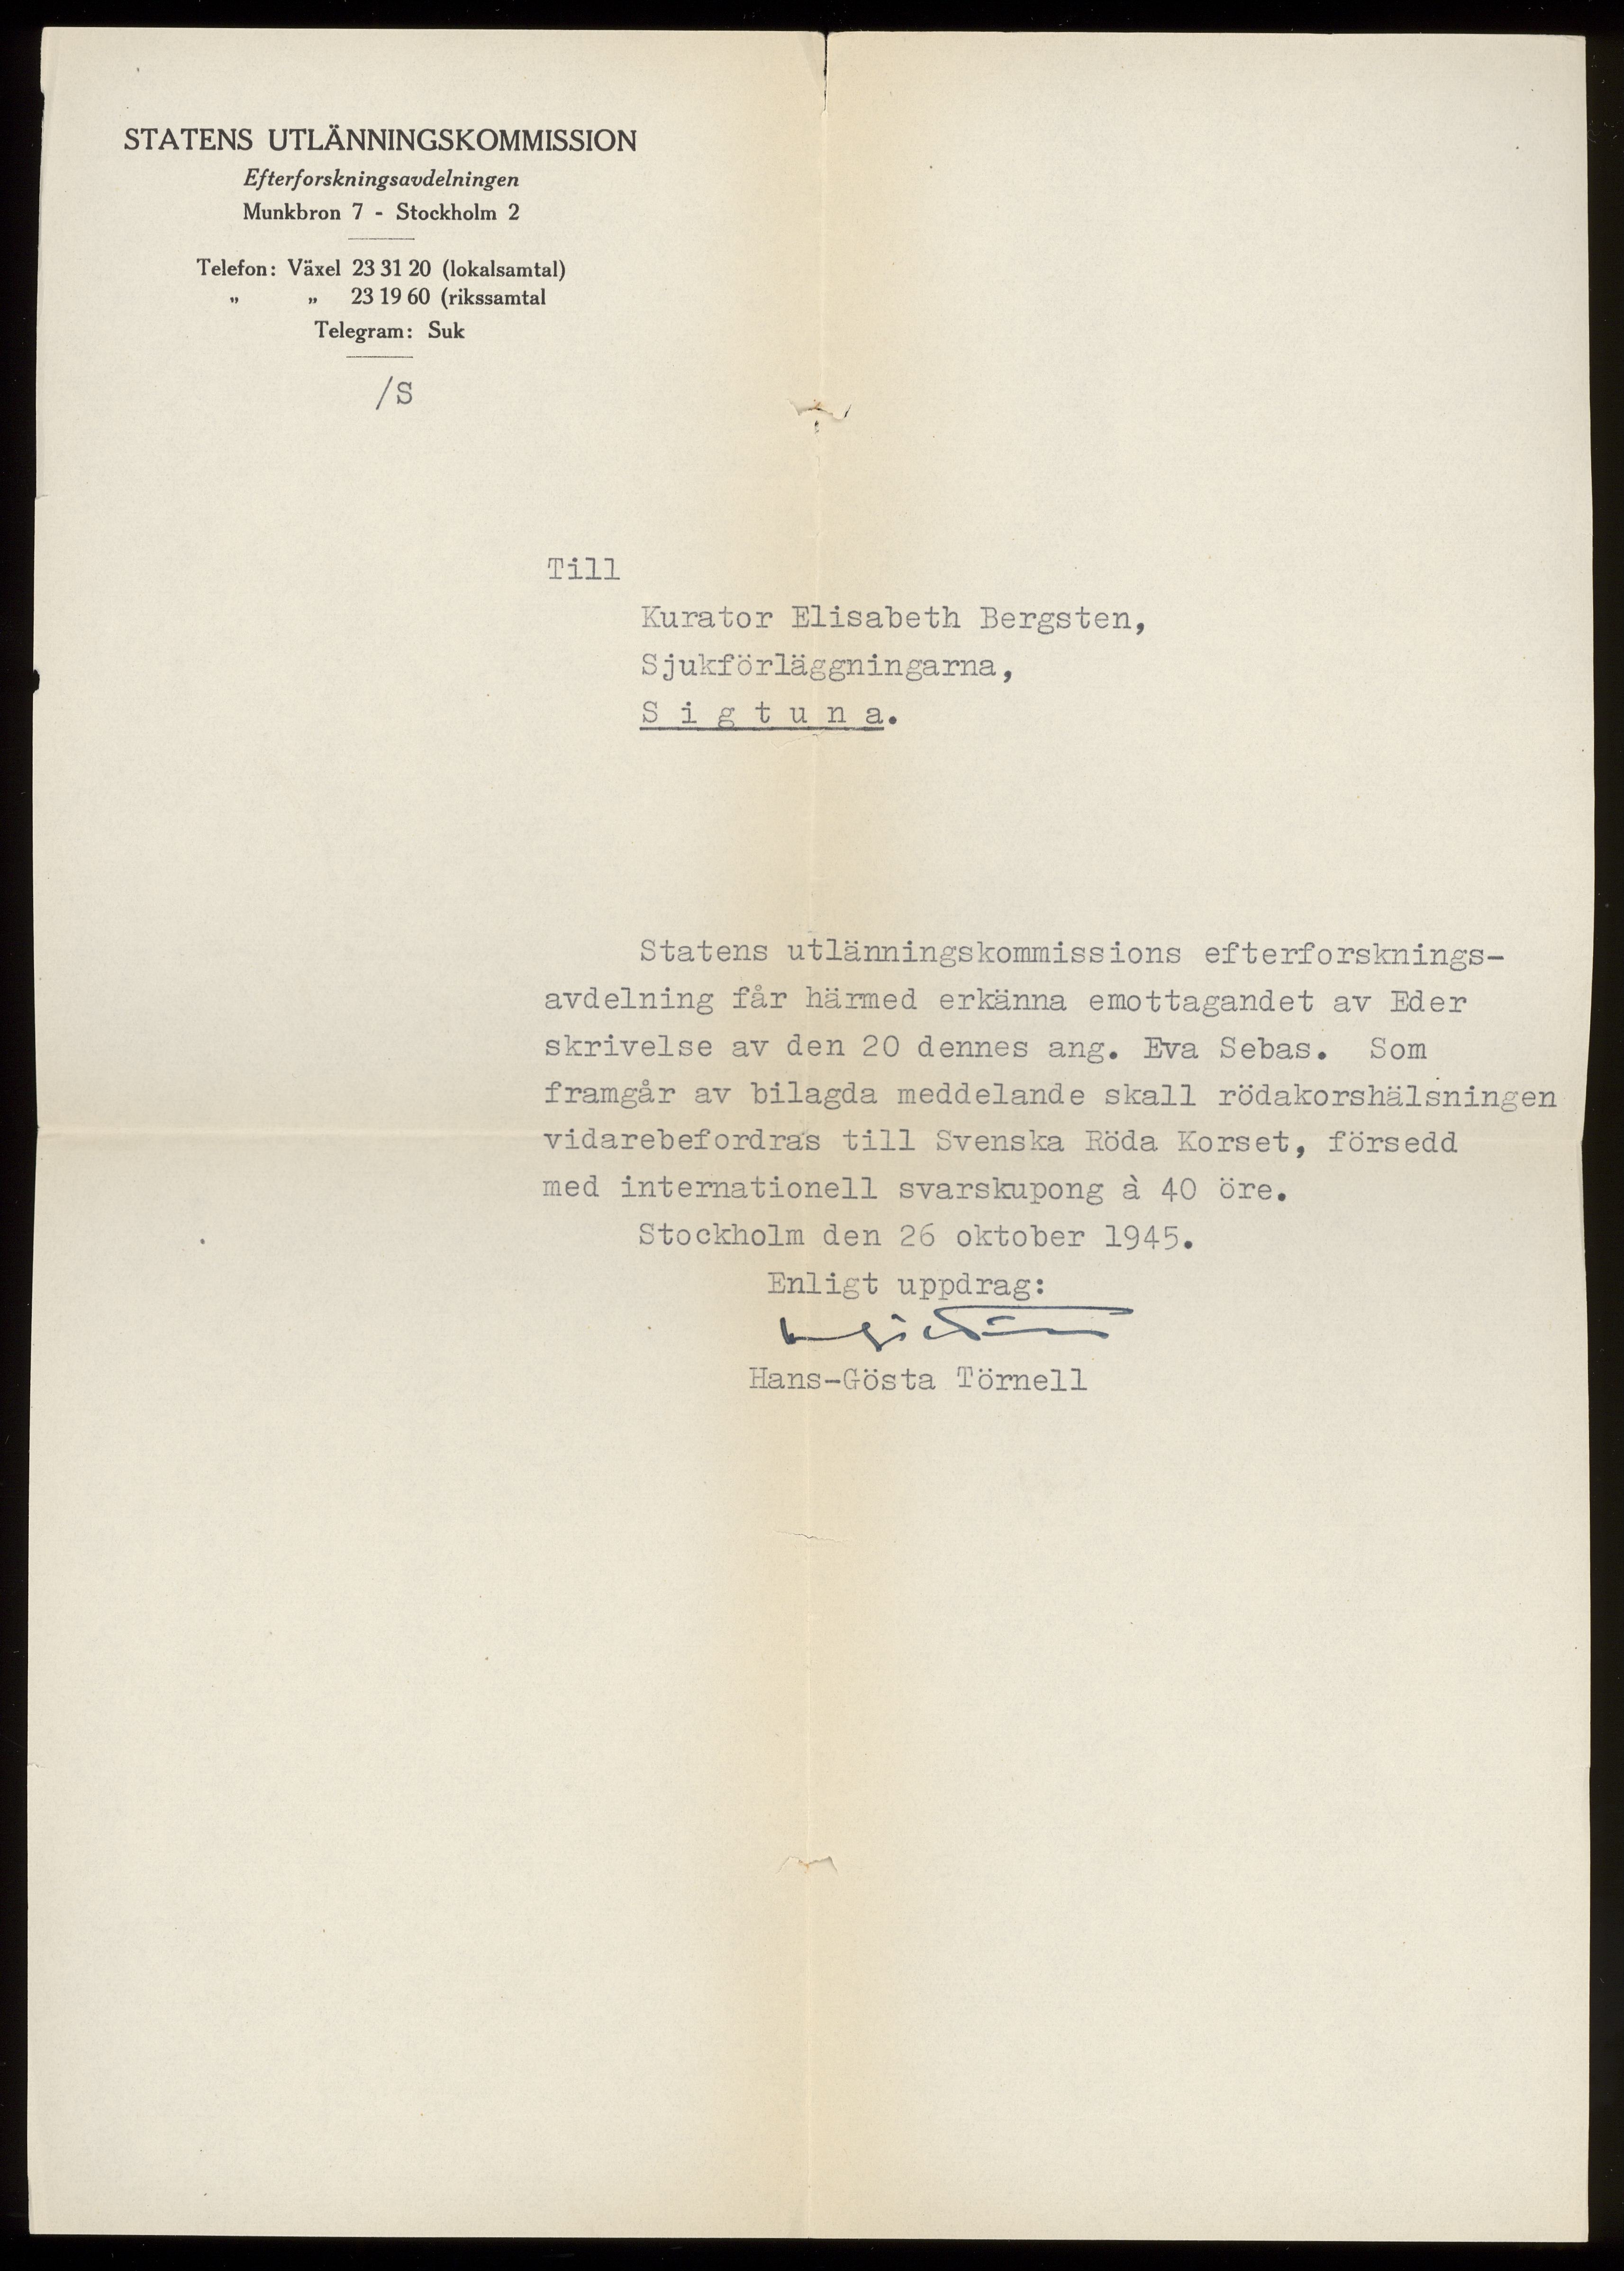 STATENS UTLÄNNINGSKOMMISSION
Efterforskningsavdelningen
Munkbron 7 - Stockholm 2
Telefon: Växel 23 31 20 (lokalsamtal)
„ „ 23 19 60 (rikssamtal
Telegram: Suk
/S
Till
Kurator Elisabeth Bergsten,
Sjukförläggningarna,
S i g t u n a.
Statens utlänningskommissions efterforsknings-
avdelning får härmed erkänna emottagandet av Eder
skrivelse av den 20 dennes ang. Eva Sebas. Som
framgår av bilagda meddelande skall rödakorshälsningen
vidarebefordras till Svenska Röda Korset, försedd
med internationell svarskupong à 40 öre.
Stockholm den 26 oktober 1945.
Enligt uppdrag:
Hans-Gösta Törnell